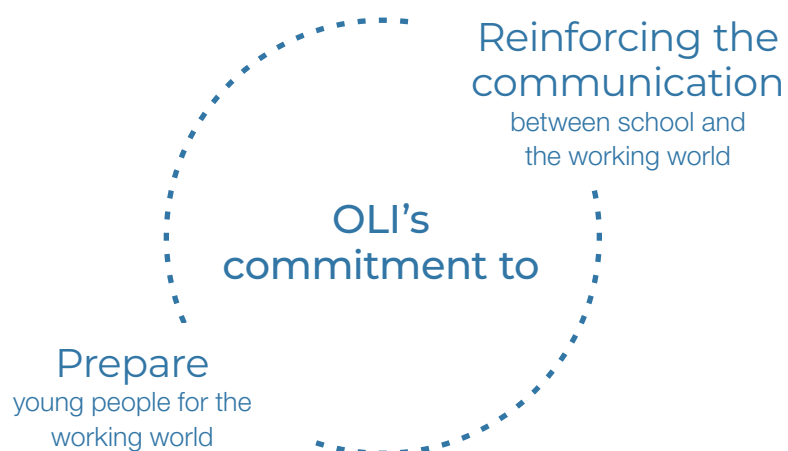 Reinforcing the
communication
between school and
the working world
OLI's
commitment to
Prepare
young people for the
working world